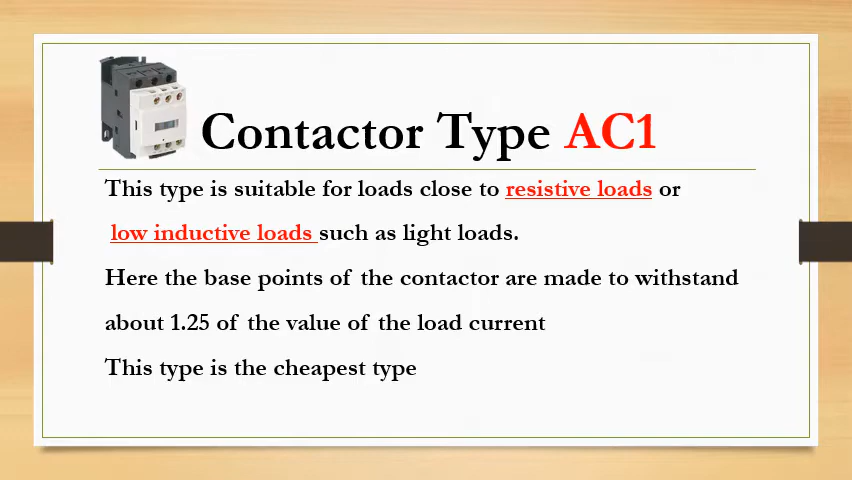 Contactor Type AC1
This type is suitable for loads close to resistive loads or
low inductive loads such as light loads.
Here the base points of the contactor are made to withstand
about 1.25 of the value of the load current
This type is the cheapest type